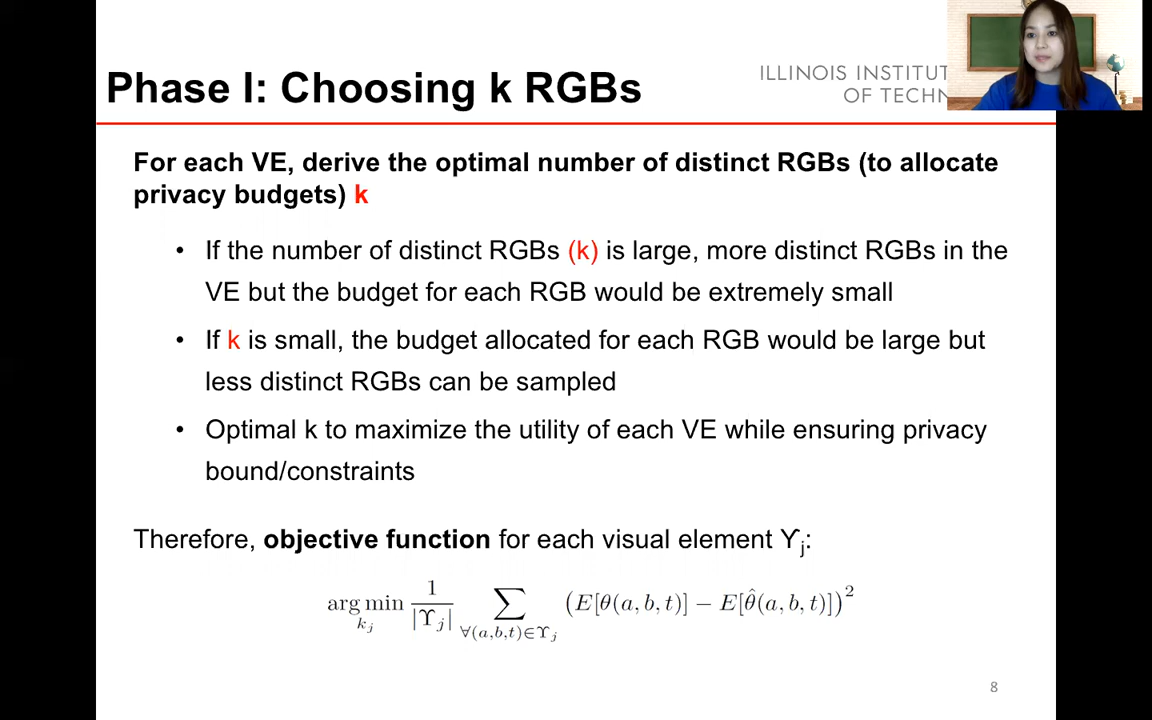 Phase I: Choosing k RGBs
ILLINOIS INSTITUT
OF TECHN
For each VE, derive the optimal number of distinct RGBs (to allocate
privacy budgets) k
• If the number of distinct RGBs (k) is large, more distinct RGBs in the
VE but the budget for each RGB would be extremely small
• If k is small, the budget allocated for each RGB would be large but
less distinct RGBs can be sampled
• Optimal k to maximize the utility of each VE while ensuring privacy
bound/constraints
Therefore, objective function for each visual element ϒj:
arg min_{kj} 1/|ϒj| ∑_{∀(a,b,t)∈ϒj} (E[θ(a, b, t)] − E[θ̂(a, b, t)])²
8